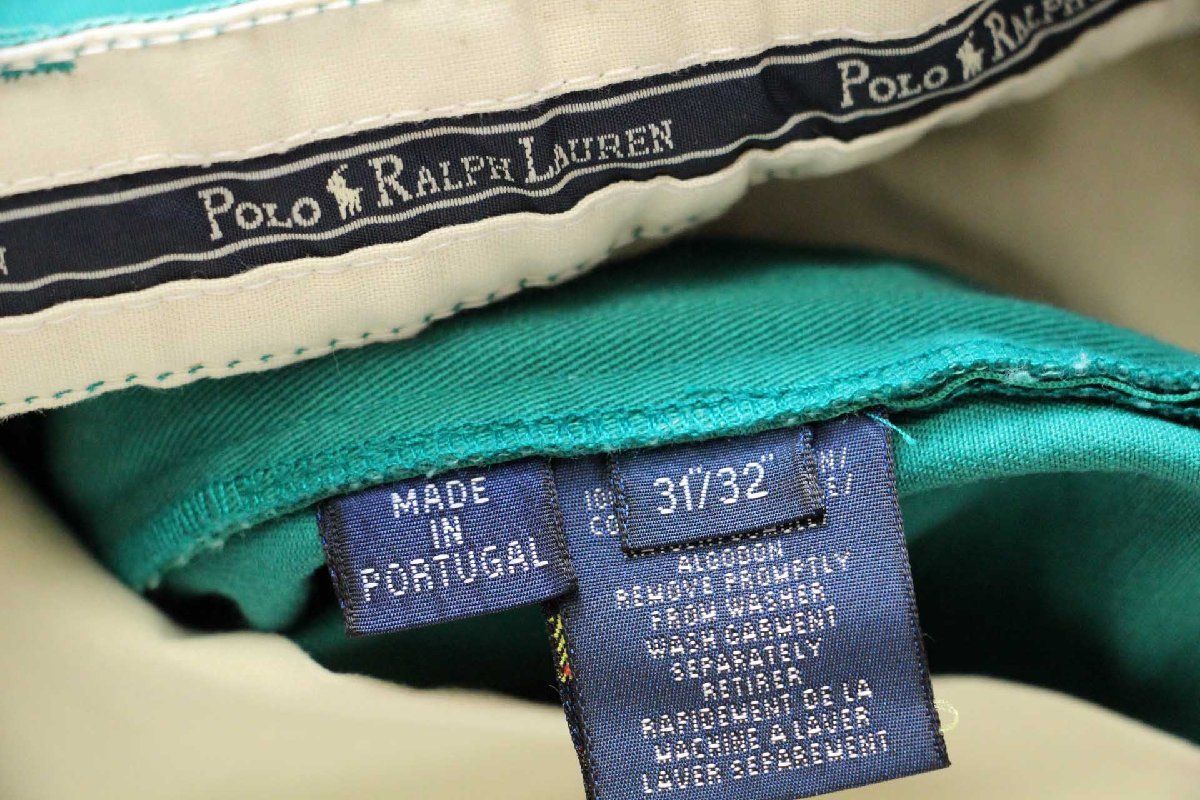 POLO RALPH LAUREN
POLO RALPH
MADE
IN
PORTUGAL
31"/32"
ALGODON
REMOVE PROMPTLY
FROM WASHER
WASH GARMENT
SEPARATELY
RETIRER
RAPIDEMENT DE LA
MACHINE A LAVER
LAVER SEPAREMENT